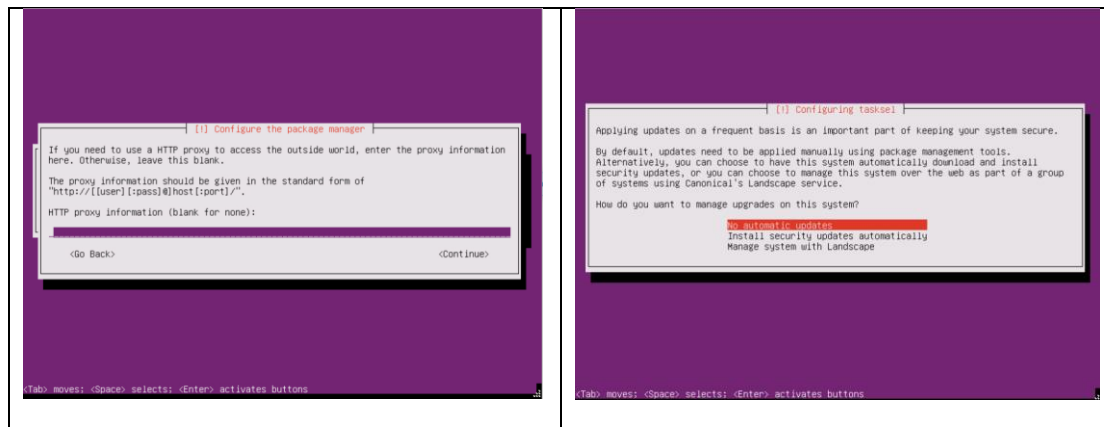 [!] Configure the package manager
If you need to use a HTTP proxy to access the outside world, enter the proxy information
here. Otherwise, leave this blank.
The proxy information should be given in the standard form of
"http://[[user][:pass]@]host[:port]/".
HTTP proxy information (blank for none):
<Go Back> <Continue>
<Tab> moves; <Space> selects; <Enter> activates buttons
[!] Configuring tasksel
Applying updates on a frequent basis is an important part of keeping your system secure.
By default, updates need to be applied manually using package management tools.
Alternatively, you can choose to have this system automatically download and install
security updates, or you can choose to manage this system over the web as part of a group
of systems using Canonical's Landscape service.
How do you want to manage upgrades on this system?
No automatic updates
Install security updates automatically
Manage system with Landscape
<Tab> moves; <Space> selects; <Enter> activates buttons